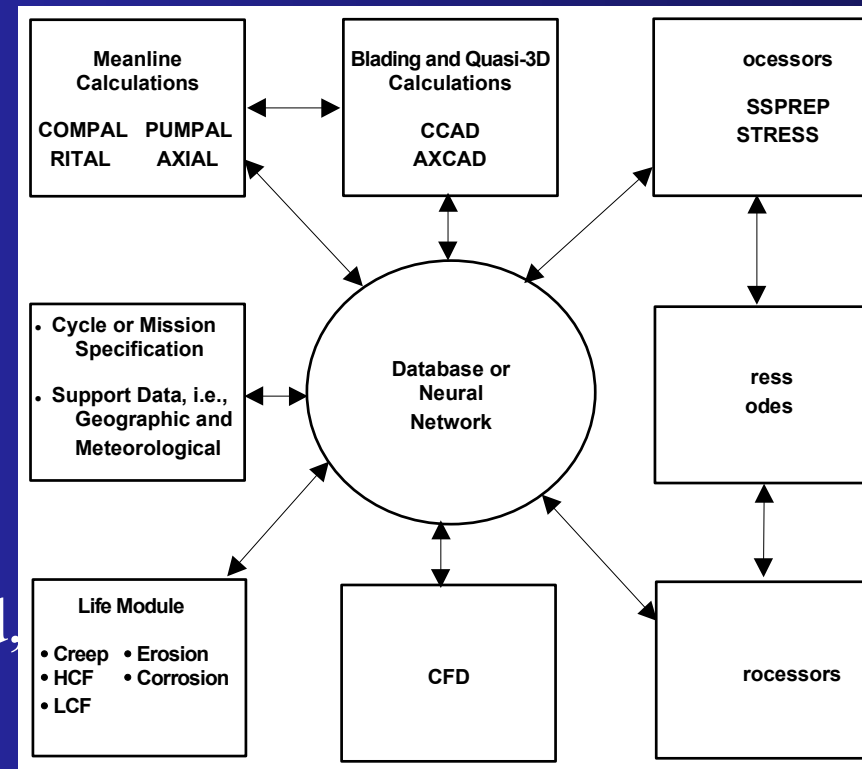 Meanline
Calculations
COMPAL PUMPAL
RITAL AXIAL
Blading and Quasi-3D
Calculations
CCAD
AXCAD
ocessors
SSPREP
STRESS
• Cycle or Mission
Specification
• Support Data, i.e.,
Geographic and
Meteorological
Database or
Neural
Network
ress
odes
Life Module
• Creep • Erosion
• HCF • Corrosion
• LCF
CFD
rocessors